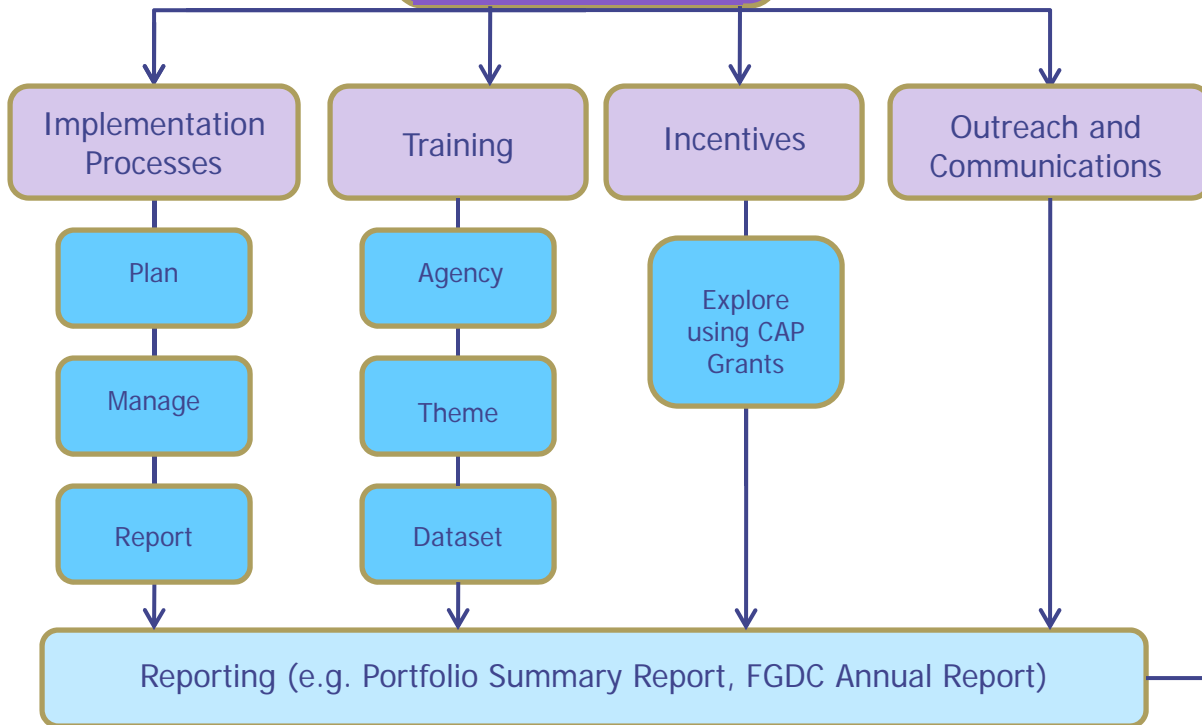 Implementation
Processes
Training
Incentives
Outreach and
Communications
Plan
Manage
Report
Agency
Theme
Dataset
Explore
using CAP
Grants
Reporting (e.g. Portfolio Summary Report, FGDC Annual Report)